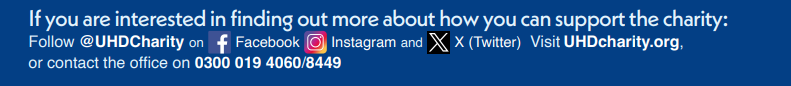 If you are interested in finding out more about how you can support the charity:
Follow @UHDCharity on Facebook Instagram and X (Twitter) Visit UHDcharity.org,
or contact the office on 0300 019 4060/8449